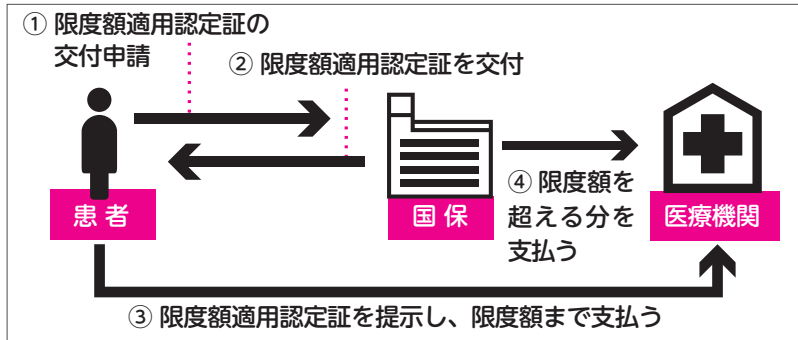 ① 限度額適用認定証の
交付申請
② 限度額適用認定証を交付
患者
国保
④ 限度額を
超える分を
支払う
医療機関
③ 限度額適用認定証を提示し、限度額まで支払う